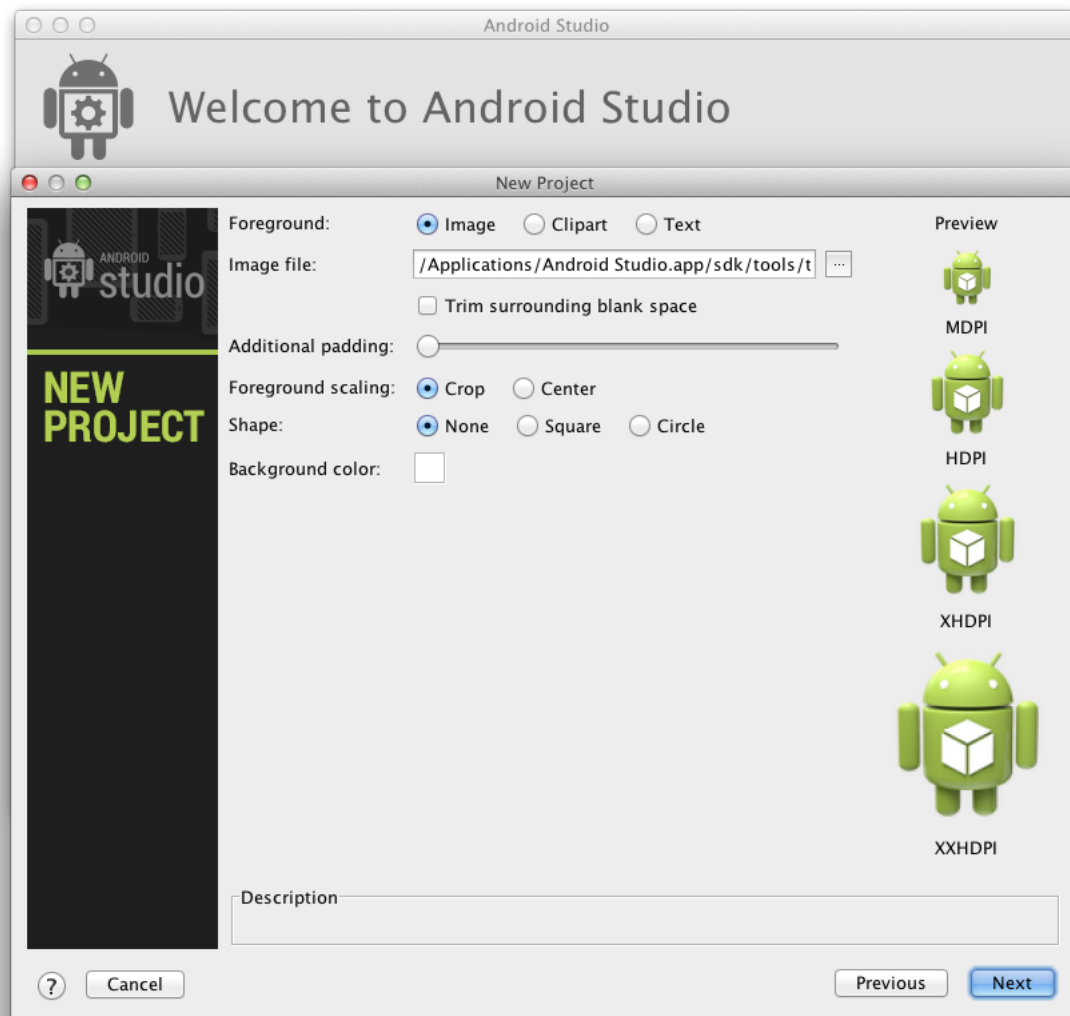 Android Studio
Welcome to Android Studio
New Project
ANDROID
studio
NEW
PROJECT
Foreground: Image Clipart Text
Image file: /Applications/Android Studio.app/sdk/tools/t ...
Trim surrounding blank space
Additional padding:
Foreground scaling: Crop Center
Shape: None Square Circle
Background color:
Preview
MDPI
HDPI
XHDPI
XXHDPI
Description
? Cancel Previous Next